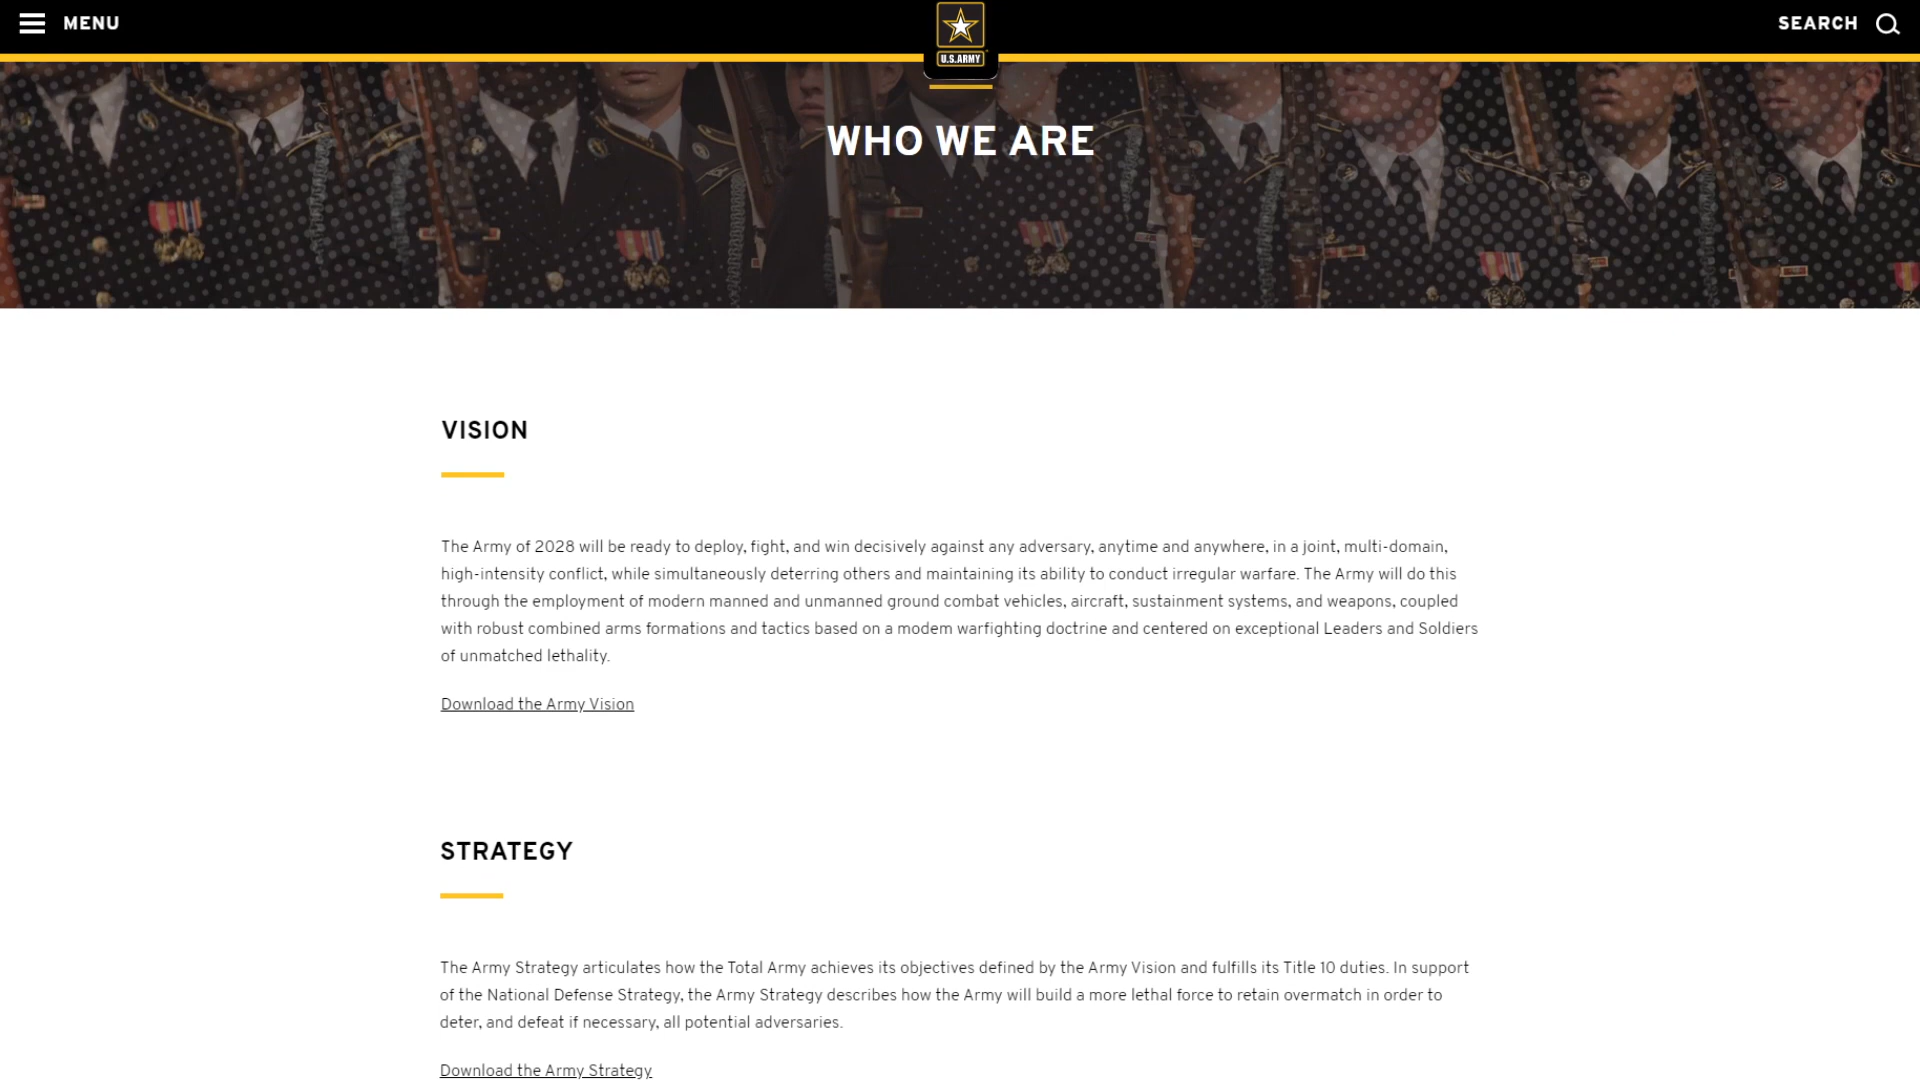 MENU
U.S.ARMY
SEARCH
WHO WE ARE
VISION
The Army of 2028 will be ready to deploy, fight, and win decisively against any adversary, anytime and anywhere, in a joint, multi-domain,
high-intensity conflict, while simultaneously deterring others and maintaining its ability to conduct irregular warfare. The Army will do this
through the employment of modern manned and unmanned ground combat vehicles, aircraft, sustainment systems, and weapons, coupled
with robust combined arms formations and tactics based on a modem warfighting doctrine and centered on exceptional Leaders and Soldiers
of unmatched lethality.
Download the Army Vision
STRATEGY
The Army Strategy articulates how the Total Army achieves its objectives defined by the Army Vision and fulfills its Title 10 duties. In support
of the National Defense Strategy, the Army Strategy describes how the Army will build a more lethal force to retain overmatch in order to
deter, and defeat if necessary, all potential adversaries.
Download the Army Strategy